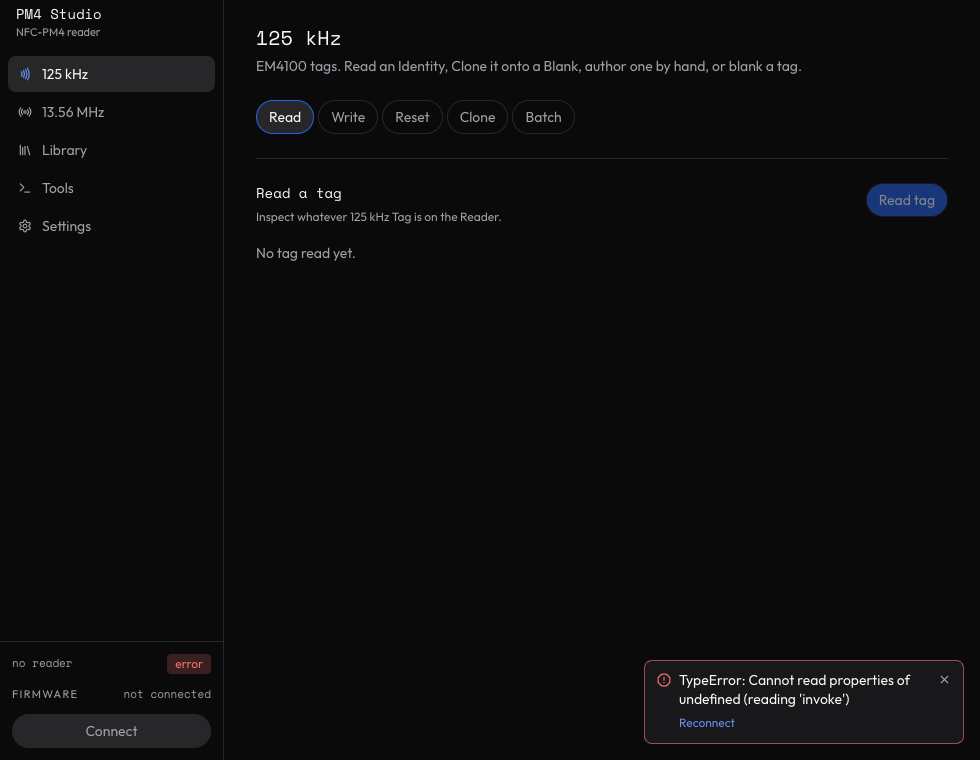 PM4 Studio
NFC-PM4 reader
125 kHz
13.56 MHz
Library
Tools
Settings
no reader
error
FIRMWARE
not connected
Connect
125 kHz
EM4100 tags. Read an Identity, Clone it onto a Blank, author one by hand, or blank a tag.
Read
Write
Reset
Clone
Batch
Read a tag
Inspect whatever 125 kHz Tag is on the Reader.
Read tag
No tag read yet.
TypeError: Cannot read properties of
undefined (reading 'invoke')
Reconnect